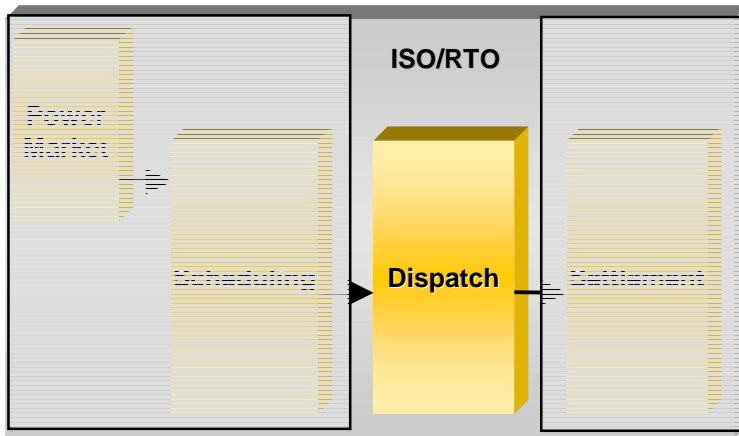 ISO/RTO
Power
Market
Scheduling
Dispatch
Settlement